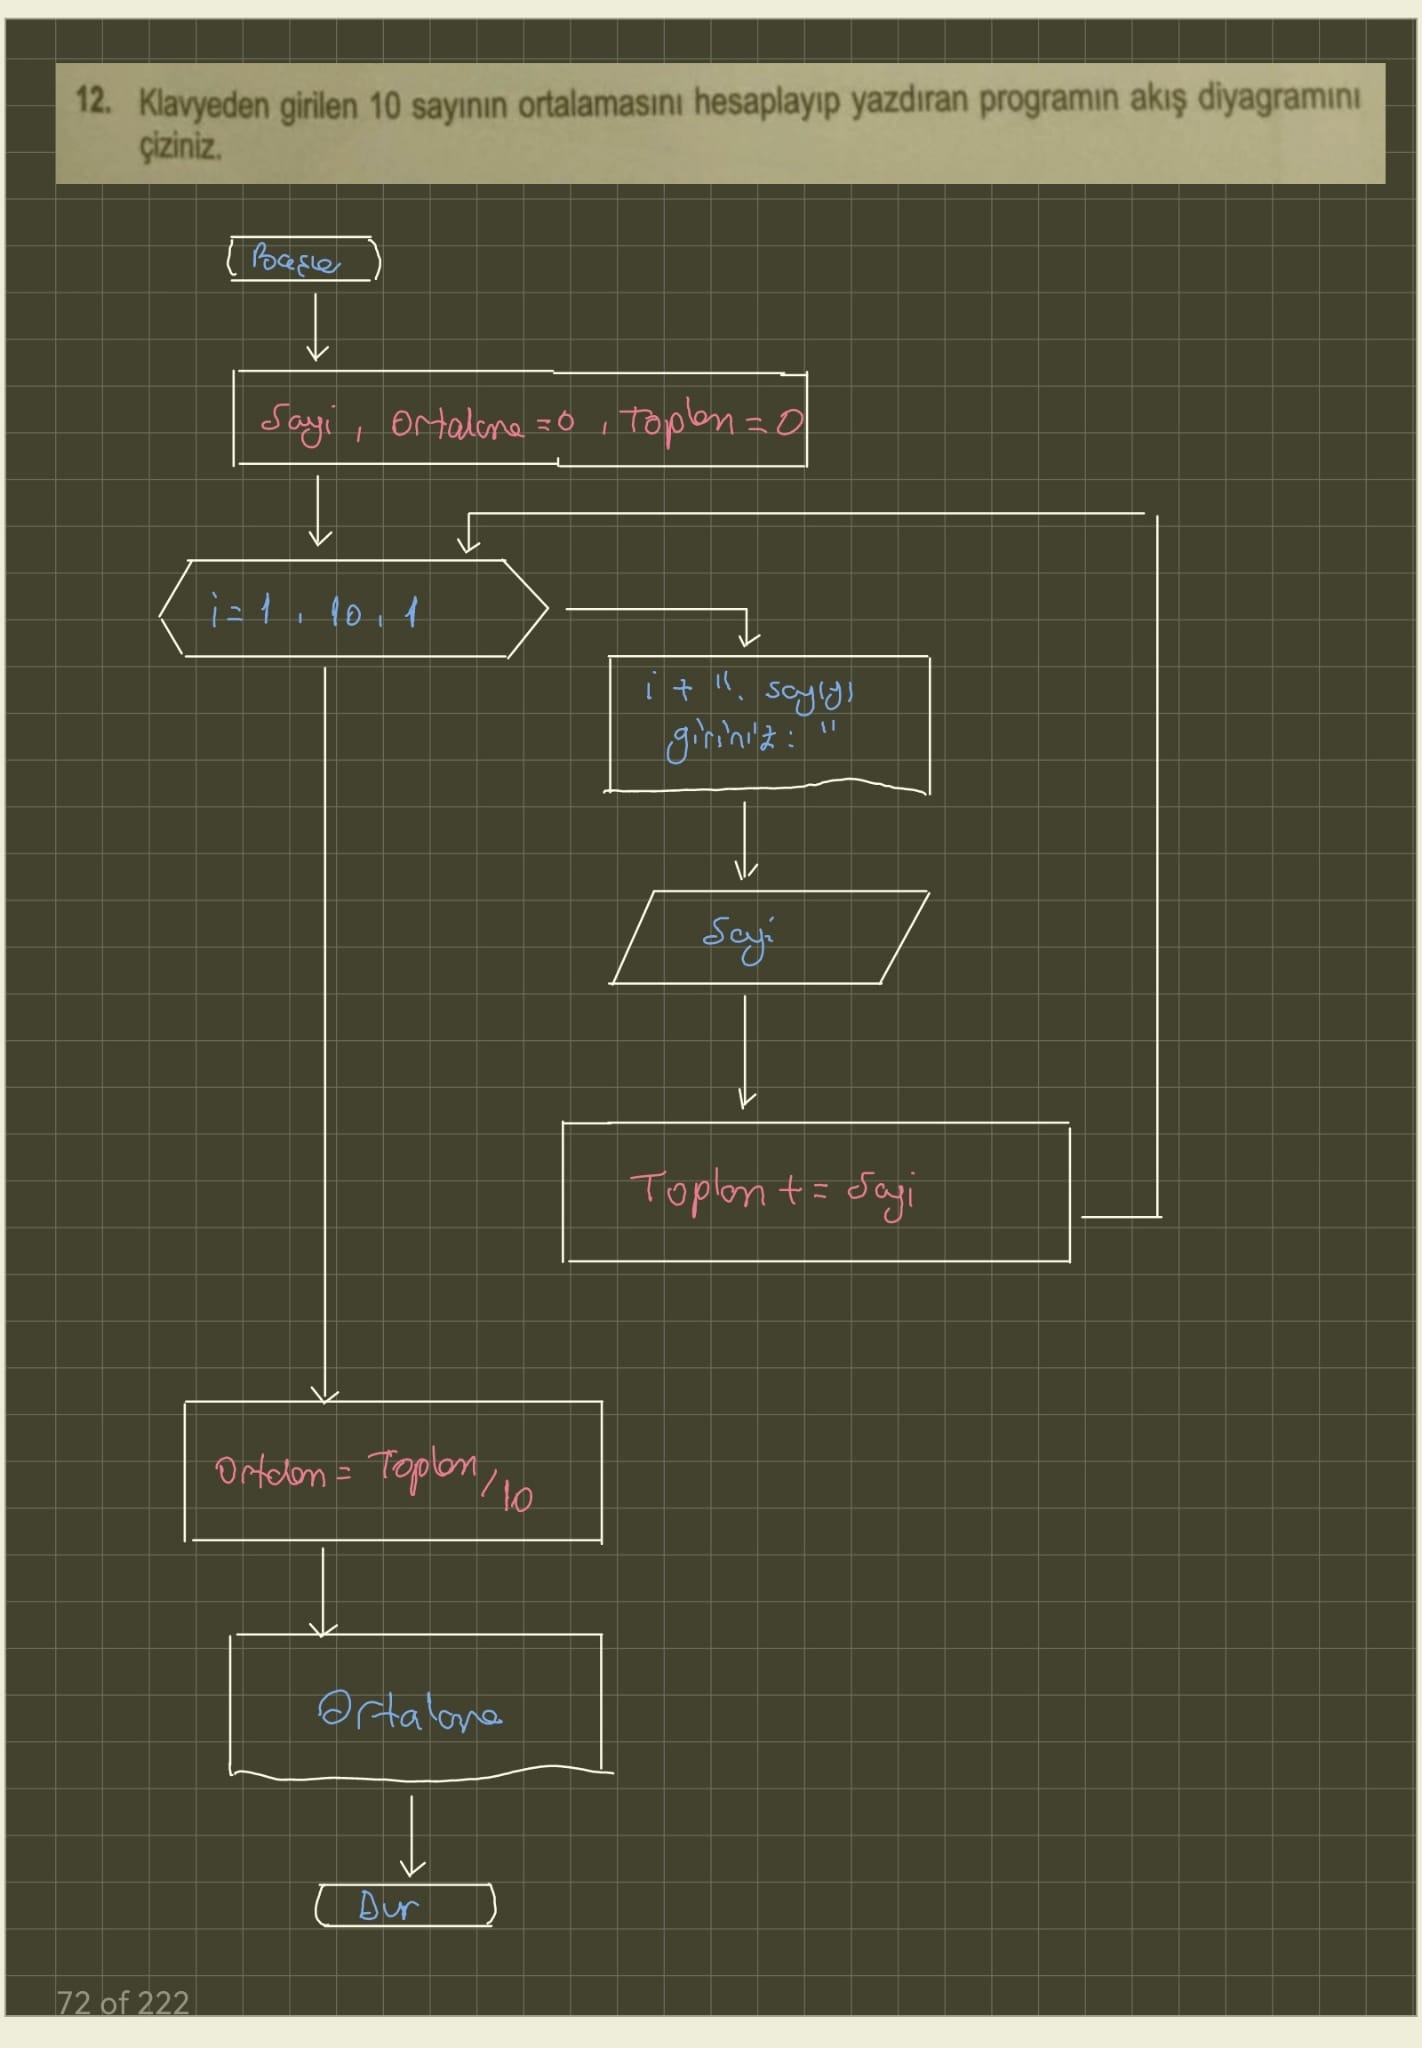 12. Klavyeden girilen 10 sayının ortalamasını hesaplayıp yazdıran programın akış diyagramını
çiziniz.
Başla
Sayi, Ortalama = 0, Toplam = 0
i = 1, 10, 1
i + ". sayıyı
giriniz: "
Sayi
Toplam += Sayi
Ortalam = Toplam / 10
Ortalama
Dur
72 of 222